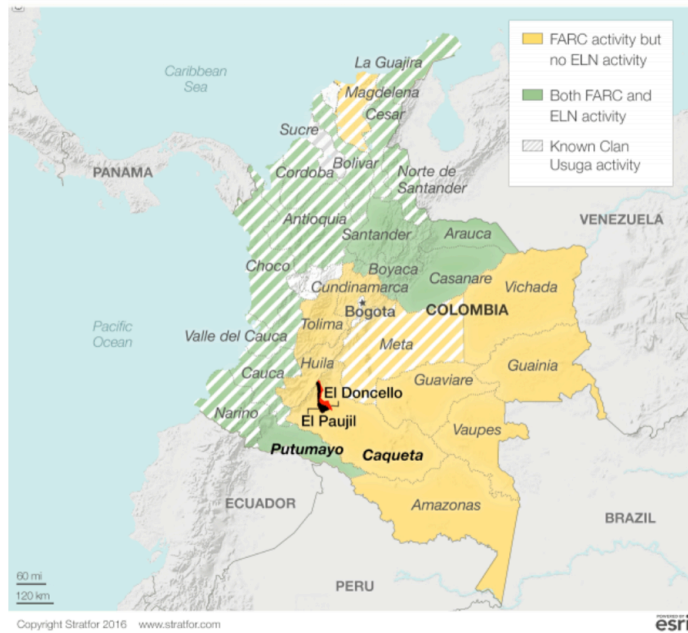 FARC activity but
no ELN activity
Both FARC and
ELN activity
Known Clan
Usuga activity
Caribbean
Sea
La Guajira
Magdelena
Cesar
Sucre
Bolivar
Cordoba
Norte de
Santander
PANAMA
VENEZUELA
Antioquia
Santander
Arauca
Choco
Boyaca
Casanare
Cundinamarca
Vichada
Bogota
COLOMBIA
Pacific
Ocean
Tolima
Valle del Cauca
Meta
Huila
Guainia
Cauca
Guaviare
El Doncello
Narino
El Paujil
Vaupes
Putumayo
Caqueta
Amazonas
ECUADOR
BRAZIL
PERU
60 mi
120 km
Copyright Stratfor 2016 www.stratfor.com
POWERED BY
esri